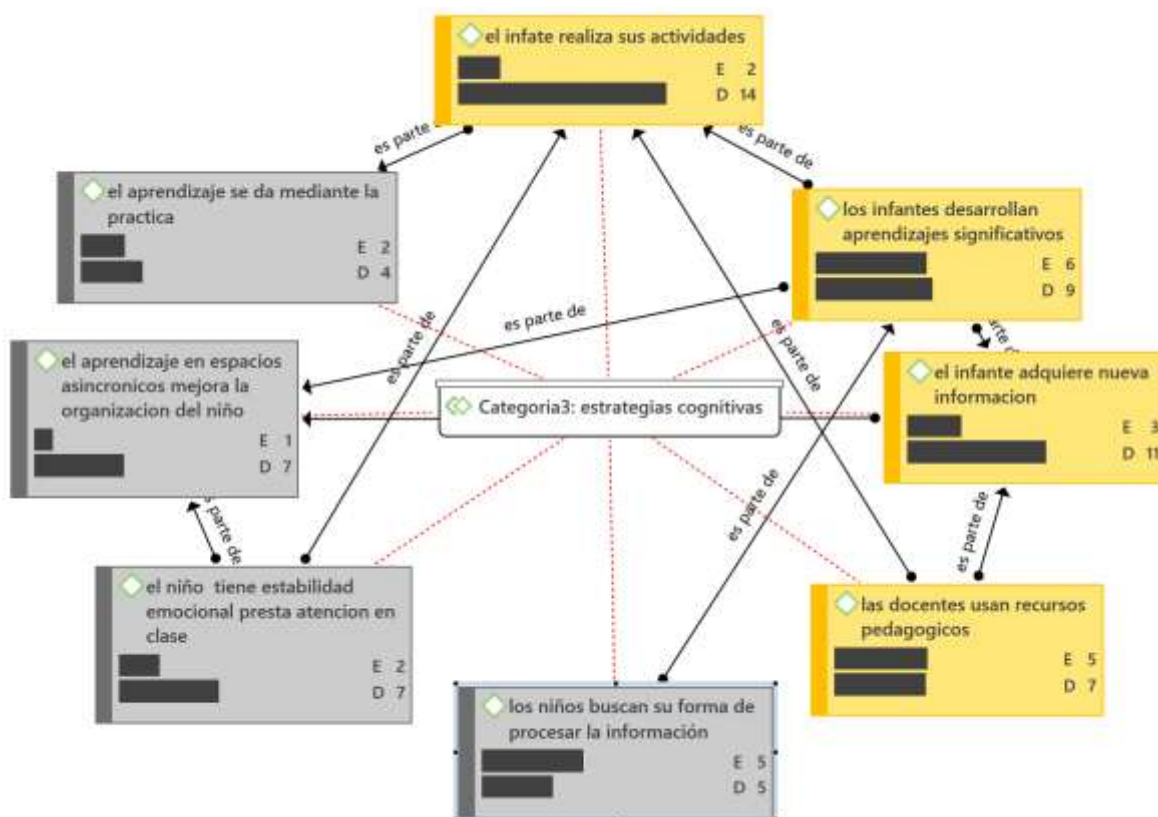 el infate realiza sus actividades
E 2
D 14
es parte
es parte de
el aprendizaje se da mediante la
practica
E 2
D 4
los infantes desarrollan
aprendizajes significativos
E 6
D 9
es parte de
es parte de
es parte de
parte de
el aprendizaje en espacios
asincronicos mejora la
organizacion del niño
E 1
D 7
Categoria3: estrategias cognitivas
el infante adquiere nueva
informacion
E 3
D 11
es parte de
es parte de
es parte de
el niño tiene estabilidad
emocional presta atencion en
clase
E 2
D 7
las docentes usan recursos
pedagogicos
E 5
D 7
los niños buscan su forma de
procesar la información
E 5
D 5